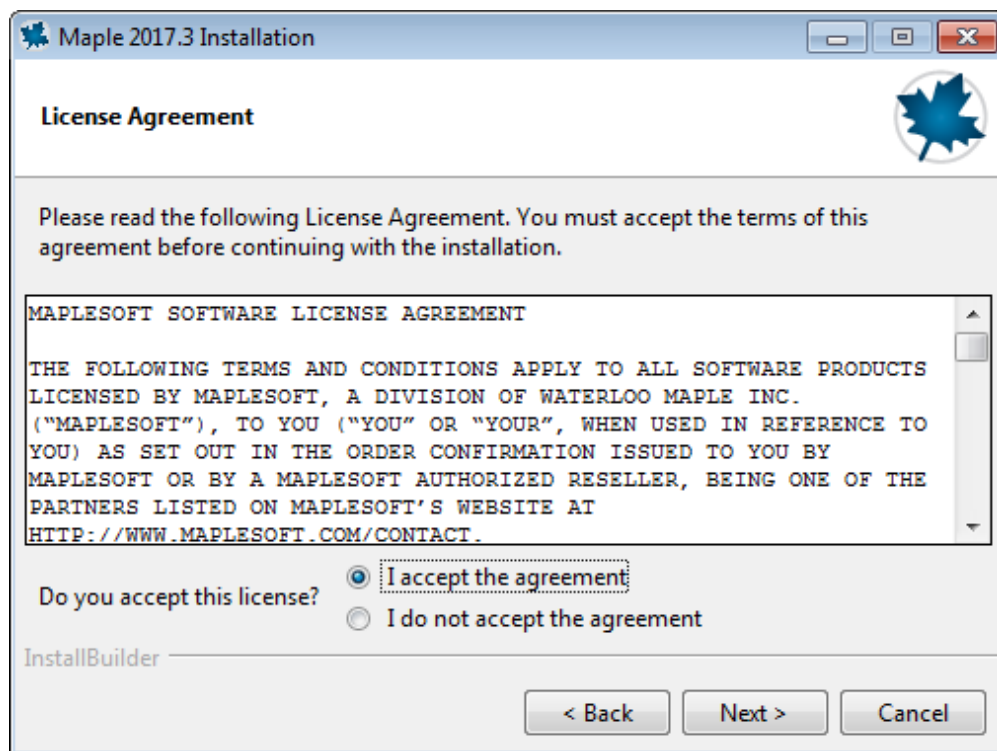 Maple 2017.3 Installation
License Agreement
Please read the following License Agreement. You must accept the terms of this
agreement before continuing with the installation.
MAPLESOFT SOFTWARE LICENSE AGREEMENT
THE FOLLOWING TERMS AND CONDITIONS APPLY TO ALL SOFTWARE PRODUCTS
LICENSED BY MAPLESOFT, A DIVISION OF WATERLOO MAPLE INC.
(“MAPLESOFT”), TO YOU (“YOU” OR “YOUR”, WHEN USED IN REFERENCE TO
YOU) AS SET OUT IN THE ORDER CONFIRMATION ISSUED TO YOU BY
MAPLESOFT OR BY A MAPLESOFT AUTHORIZED RESELLER, BEING ONE OF THE
PARTNERS LISTED ON MAPLESOFT’S WEBSITE AT
HTTP://WWW.MAPLESOFT.COM/CONTACT.
Do you accept this license?
I accept the agreement
I do not accept the agreement
InstallBuilder
< Back
Next >
Cancel